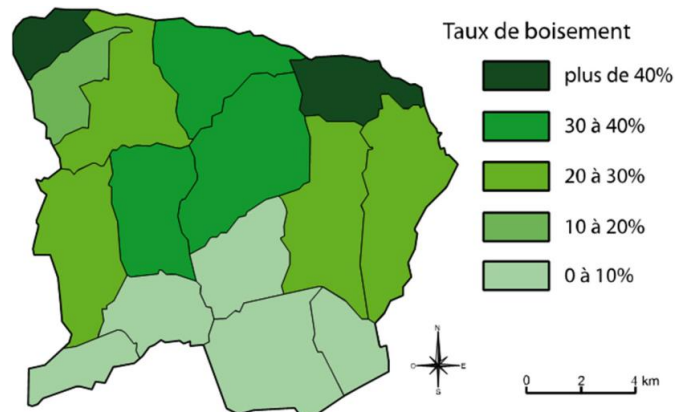 Taux de boisement
plus de 40%
30 à 40%
20 à 30%
10 à 20%
0 à 10%
N
O E
S
0 2 4 km